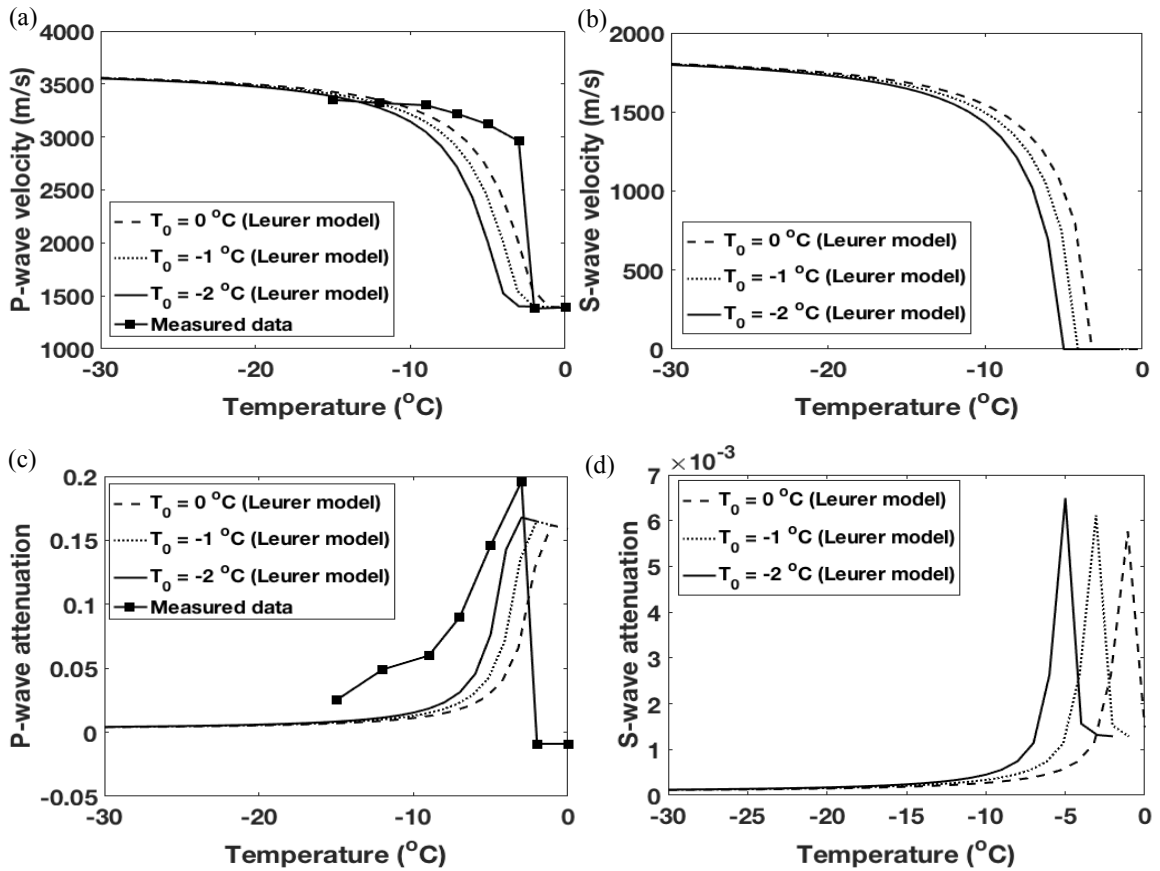 (a)
P-wave velocity (m/s)
4000
3500
3000
2500
2000
1500
1000
T0 = 0 °C (Leurer model)
T0 = -1 °C (Leurer model)
T0 = -2 °C (Leurer model)
Measured data
-30
-20
-10
0
Temperature (°C)
(b)
S-wave velocity (m/s)
2000
1500
1000
500
0
T0 = 0 °C (Leurer model)
T0 = -1 °C (Leurer model)
T0 = -2 °C (Leurer model)
-30
-20
-10
0
Temperature (°C)
(c)
P-wave attenuation
0.2
0.15
0.1
0.05
0
-0.05
T0 = 0 °C (Leurer model)
T0 = -1 °C (Leurer model)
T0 = -2 °C (Leurer model)
Measured data
-30
-20
-10
0
Temperature (°C)
(d)
S-wave attenuation
×10-3
7
6
5
4
3
2
1
0
T0 = 0 °C (Leurer model)
T0 = -1 °C (Leurer model)
T0 = -2 °C (Leurer model)
-30
-25
-20
-15
-10
-5
0
Temperature (°C)